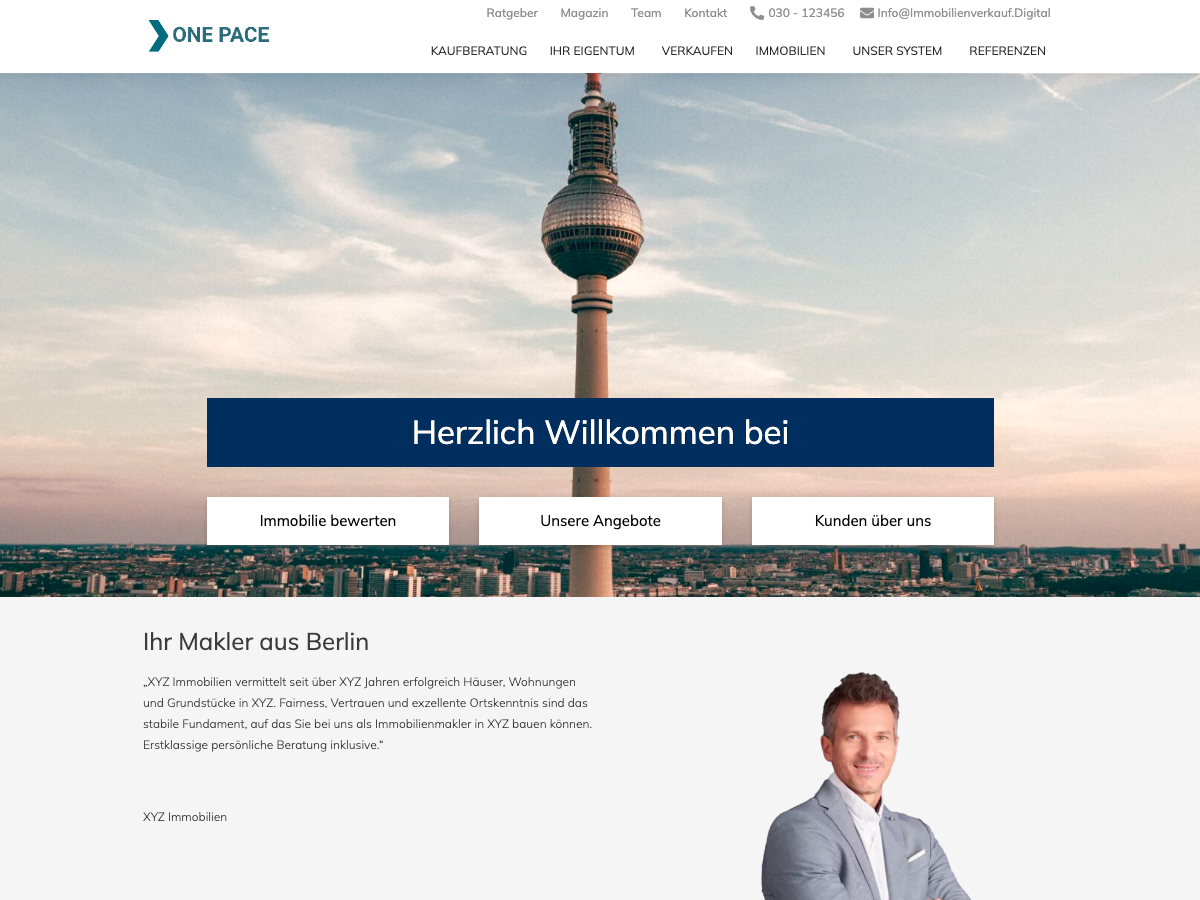 Ratgeber Magazin Team Kontakt 030 - 123456 Info@Immobilienverkauf.Digital
ONE PACE
KAUFBERATUNG IHR EIGENTUM VERKAUFEN IMMOBILIEN UNSER SYSTEM REFERENZEN
Herzlich Willkommen bei
Immobilie bewerten Unsere Angebote Kunden über uns
Ihr Makler aus Berlin
„XYZ Immobilien vermittelt seit über XYZ Jahren erfolgreich Häuser, Wohnungen
und Grundstücke in XYZ. Fairness, Vertrauen und exzellente Ortskenntnis sind das
stabile Fundament, auf das Sie bei uns als Immobilienmakler in XYZ bauen können.
Erstklassige persönliche Beratung inklusive.“
XYZ Immobilien